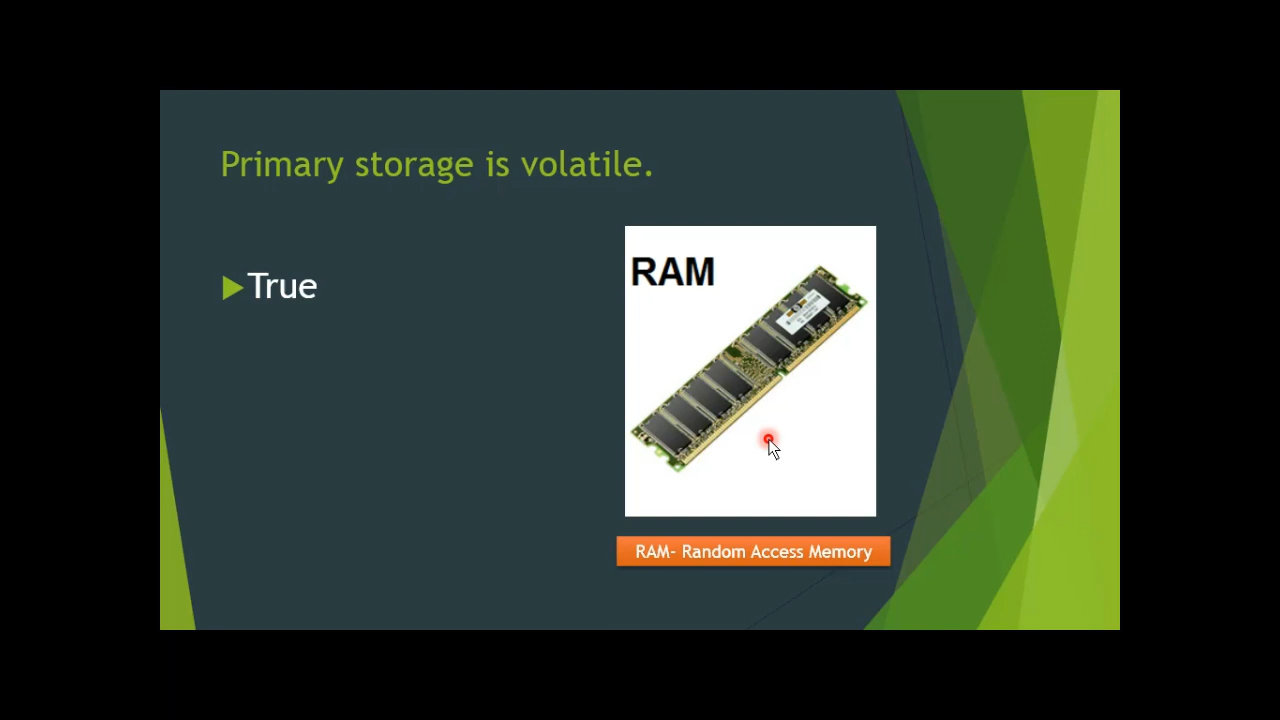 Primary storage is volatile.
True
RAM
RAM- Random Access Memory